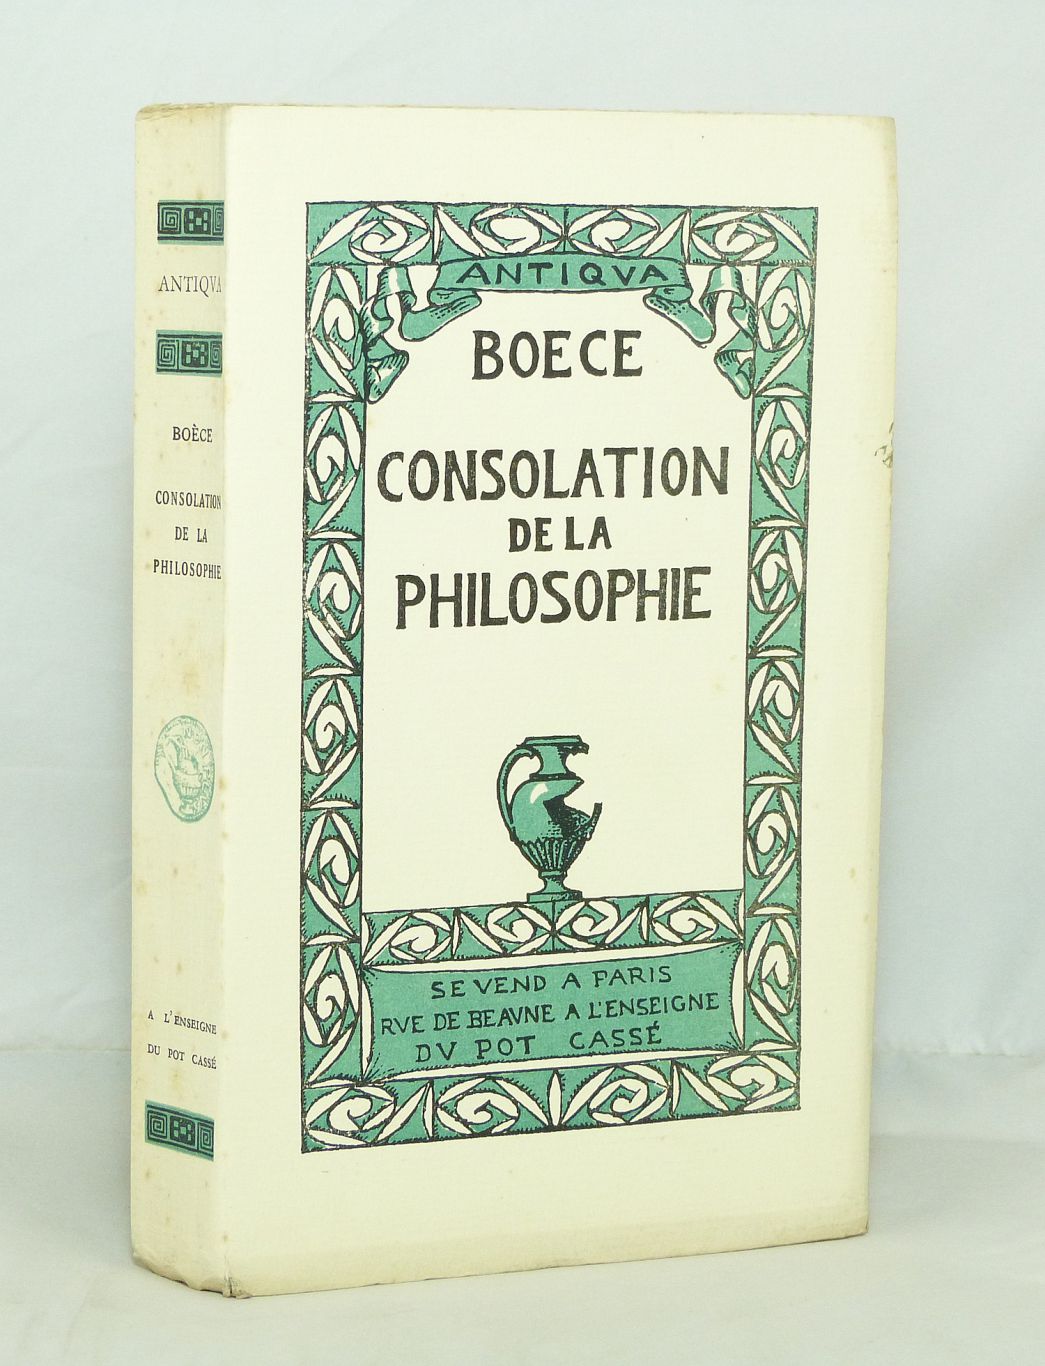 ANTIQVA
BOÈCE
CONSOLATION
DE LA
PHILOSOPHIE
A L'ENSEIGNE
DU POT CASSÉ
ANTIQVA
BOECE
CONSOLATION
DE LA
PHILOSOPHIE
SE VEND A PARIS
RVE DE BEAVNE A L'ENSEIGNE
DV POT CASSÉ